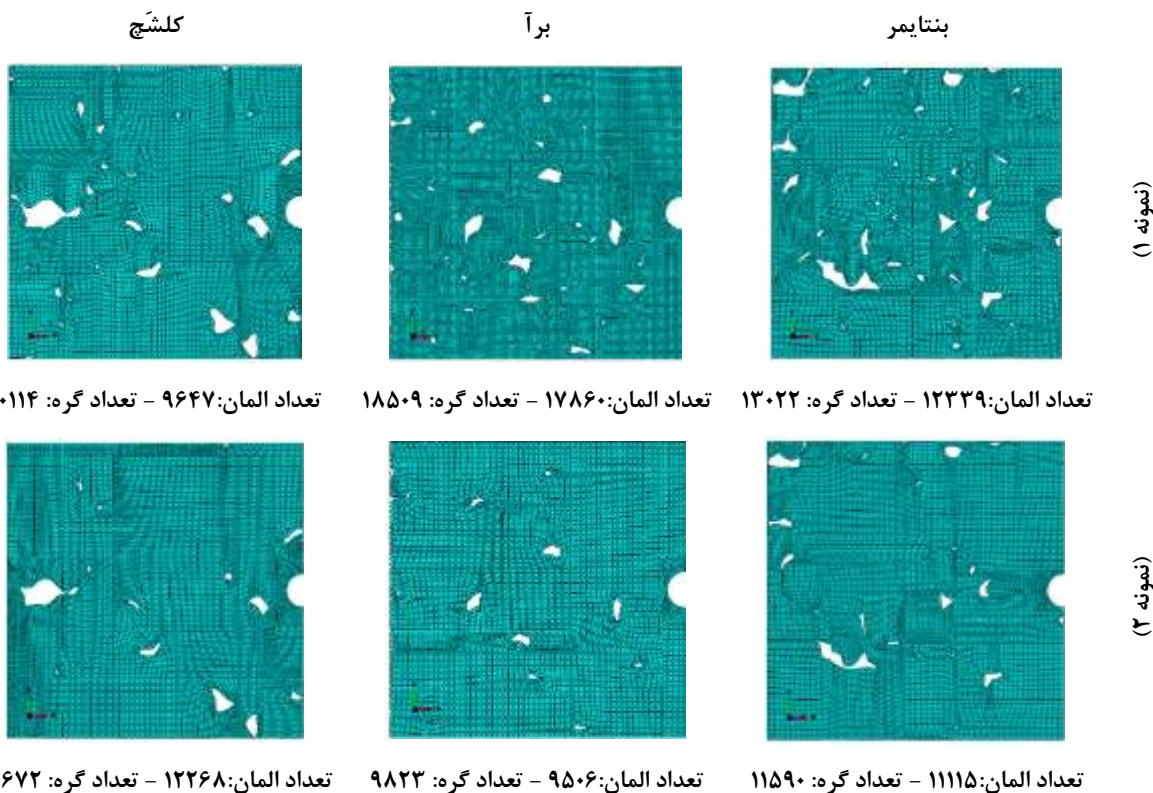 بنتایمر
برآ
کلشَچ
(نمونه ۱)
تعداد المان:۱۲۳۳۹ – تعداد گره: ۱۳۰۲۲
تعداد المان:۱۷۸۶۰ – تعداد گره: ۱۸۵۰۹
تعداد المان:۹۶۴۷ – تعداد گره:
(نمونه ۲)
تعداد المان:۱۱۱۱۵ – تعداد گره: ۱۱۵۹۰
تعداد المان:۹۵۰۶ – تعداد گره: ۹۸۲۳
تعداد المان:۱۲۲۶۸ – تعداد گره: